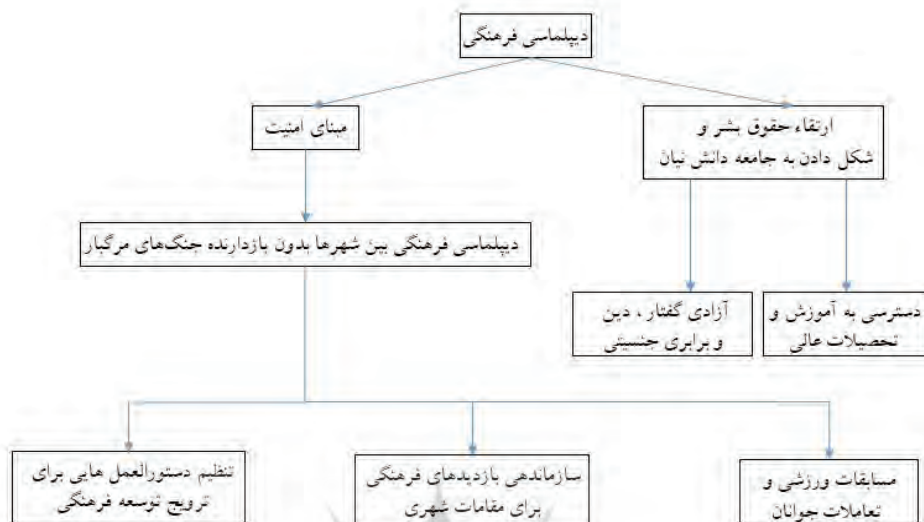 دیپلماسی فرهنگی
ارتقاء حقوق بشر و
شکل دادن به جامعه دانش نیان
مبنای امنیت
دیپلماسی فرهنگی بین شهرها بدون بازدارنده جنگ‌های مرگبار
دسترسی به آموزش و
تحصیلات عالی
آزادی گفتار ، دین
و برابری جنسیتی
مسابقات ورزشی و
تعاملات جوانان
سازماندهی بازدیدهای فرهنگی
برای مقامات شهری
تنظیم دستورالعمل هایی برای
ترویج توسعه فرهنگی